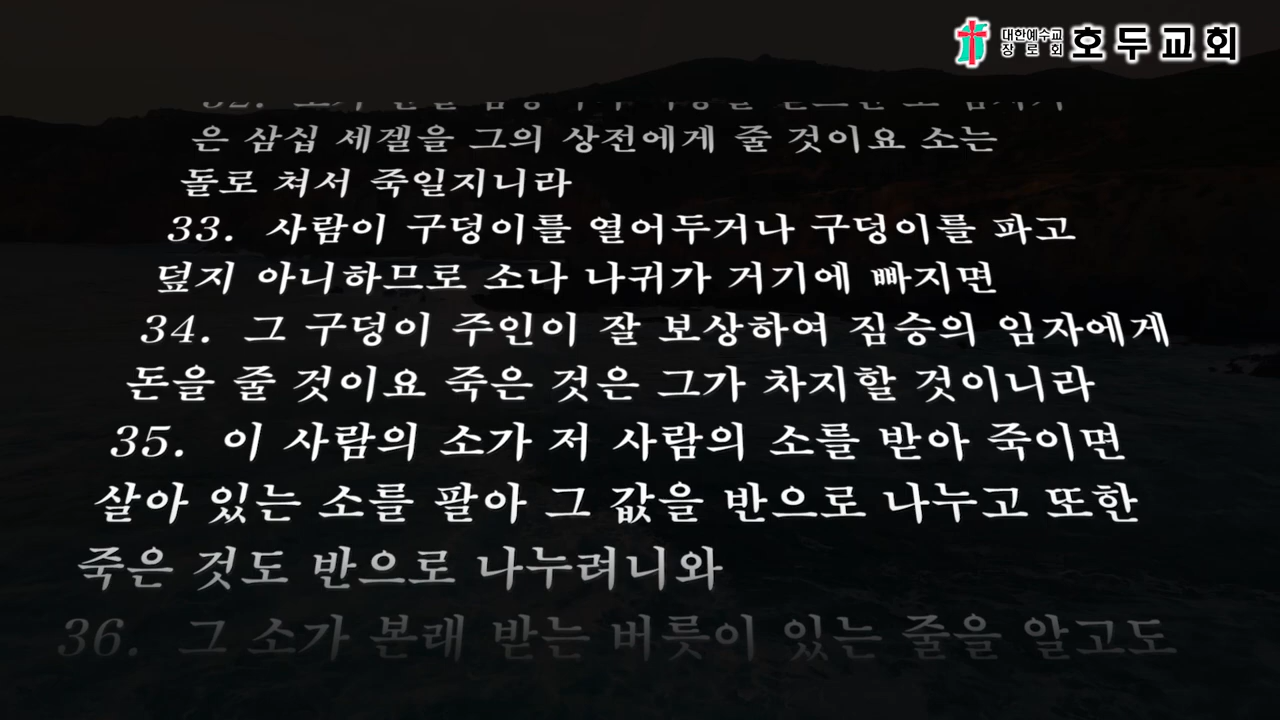 대한예수교
장로회 호두교회
은 삼십 세겔을 그의 상전에게 줄 것이요 소는
돌로 쳐서 죽일지니라
33. 사람이 구덩이를 열어두거나 구덩이를 파고
덮지 아니하므로 소나 나귀가 거기에 빠지면
34. 그 구덩이 주인이 잘 보상하여 짐승의 임자에게
돈을 줄 것이요 죽은 것은 그가 차지할 것이니라
35. 이 사람의 소가 저 사람의 소를 받아 죽이면
살아 있는 소를 팔아 그 값을 반으로 나누고 또한
죽은 것도 반으로 나누려니와
36. 그 소가 본래 받는 버릇이 있는 줄을 알고도